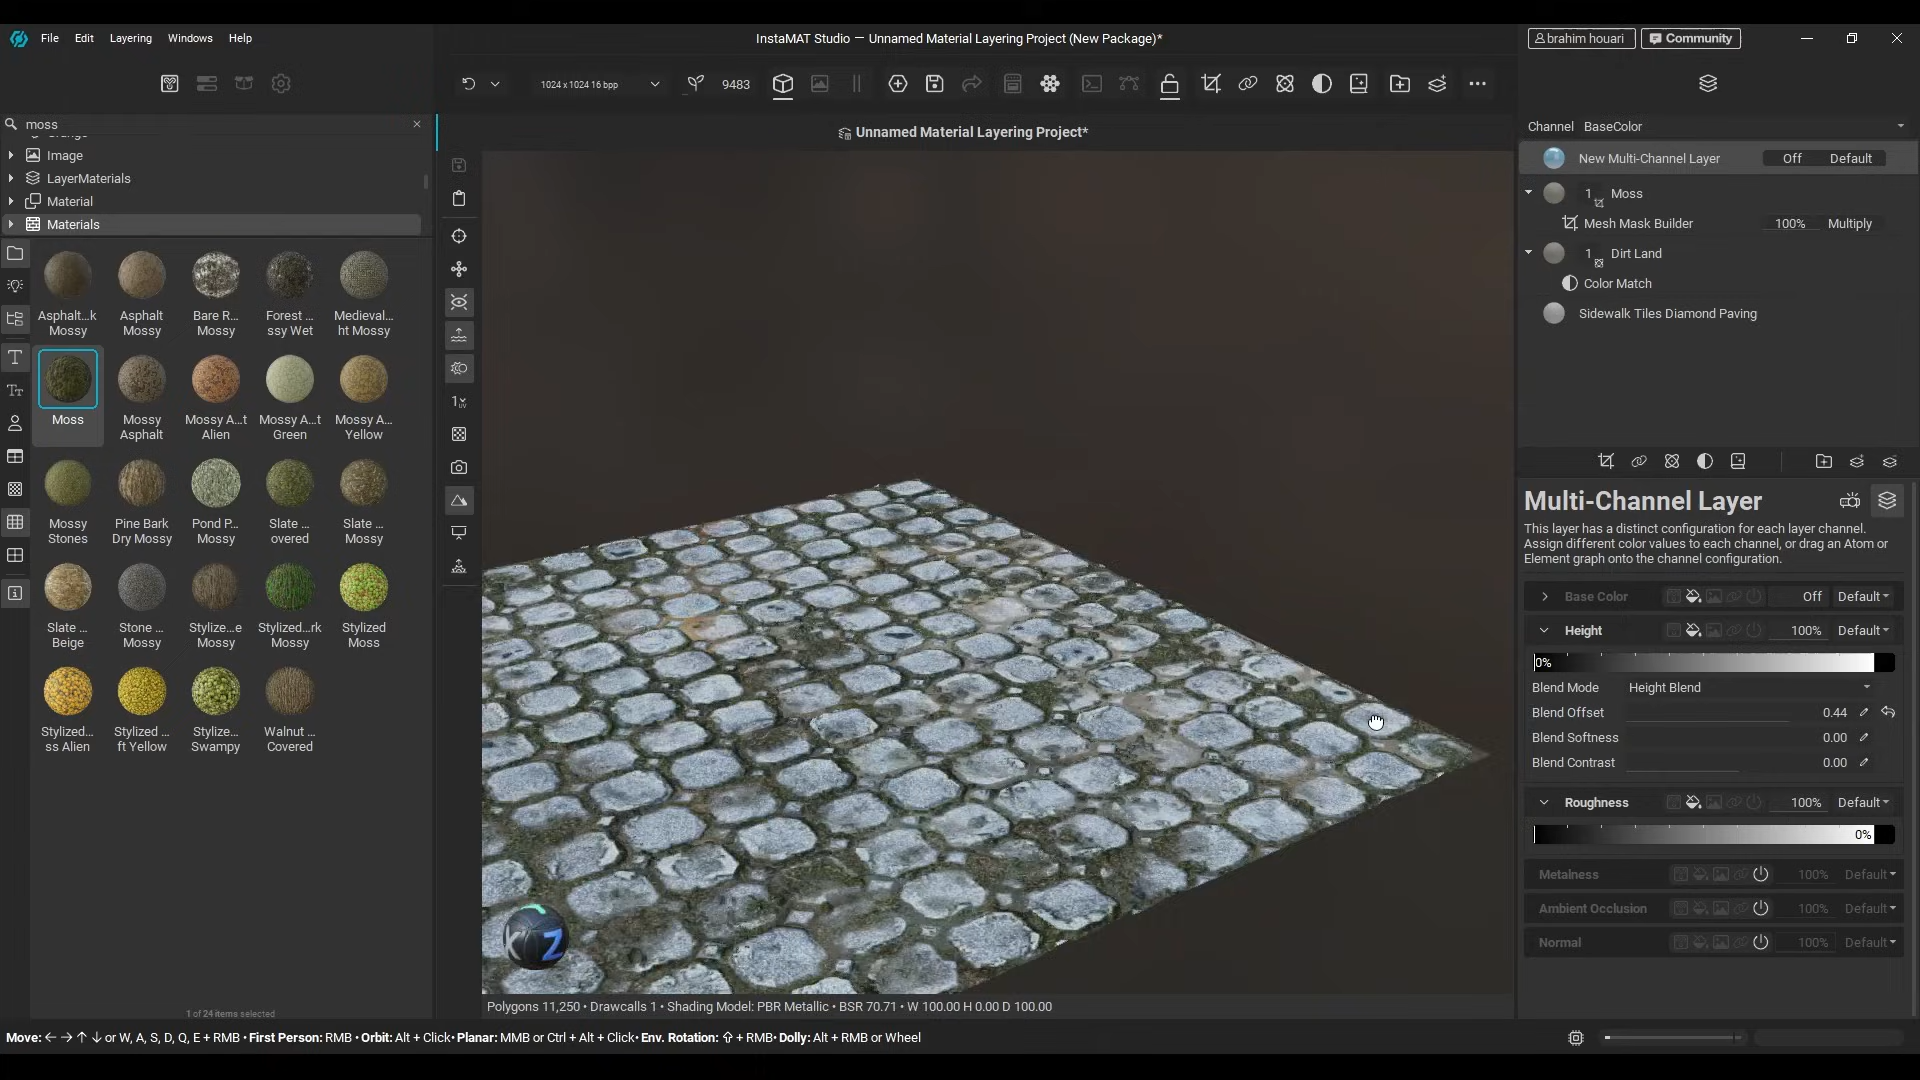 File Edit Layering Windows Help
InstaMAT Studio — Unnamed Material Layering Project (New Package)*
brahim houari Community
1024 x 1024 16 bpp
9483
moss
Image
LayerMaterials
Material
Materials
Asphalt...k Mossy
Asphalt Mossy
Bare R... Mossy
Forest ... ssy Wet
Medieval... ht Mossy
Moss
Mossy Asphalt
Mossy A...t Alien
Mossy A...t Green
Mossy A... Yellow
Mossy Stones
Pine Bark Dry Mossy
Pond P... Mossy
Slate ... overed
Slate ... Mossy
Slate ... Beige
Stone ... Mossy
Stylize...e Mossy
Stylized...rk Mossy
Stylized Moss
Stylized... ss Alien
Stylized ... ft Yellow
Stylize... Swampy
Walnut ... Covered
1 of 24 items selected
Unnamed Material Layering Project*
1 UV
X Z
Polygons 11,250 • Drawcalls 1 • Shading Model: PBR Metallic • BSR 70.71 • W 100.00 H 0.00 D 100.00
Channel BaseColor
New Multi-Channel Layer Off Default
1 Moss
Mesh Mask Builder 100% Multiply
1 Dirt Land
Color Match
Sidewalk Tiles Diamond Paving
Multi-Channel Layer
This layer has a distinct configuration for each layer channel.
Assign different color values to each channel, or drag an Atom or
Element graph onto the channel configuration.
Base Color Off Default
Height 100% Default
0%
Blend Mode Height Blend
Blend Offset 0.44
Blend Softness 0.00
Blend Contrast 0.00
Roughness 100% Default
0%
Metalness 100% Default
Ambient Occlusion 100% Default
Normal 100% Default
Move: ← → ↑ ↓ or W, A, S, D, Q, E + RMB • First Person: RMB • Orbit: Alt + Click • Planar: MMB or Ctrl + Alt + Click • Env. Rotation: ⇧ + RMB • Dolly: Alt + RMB or Wheel